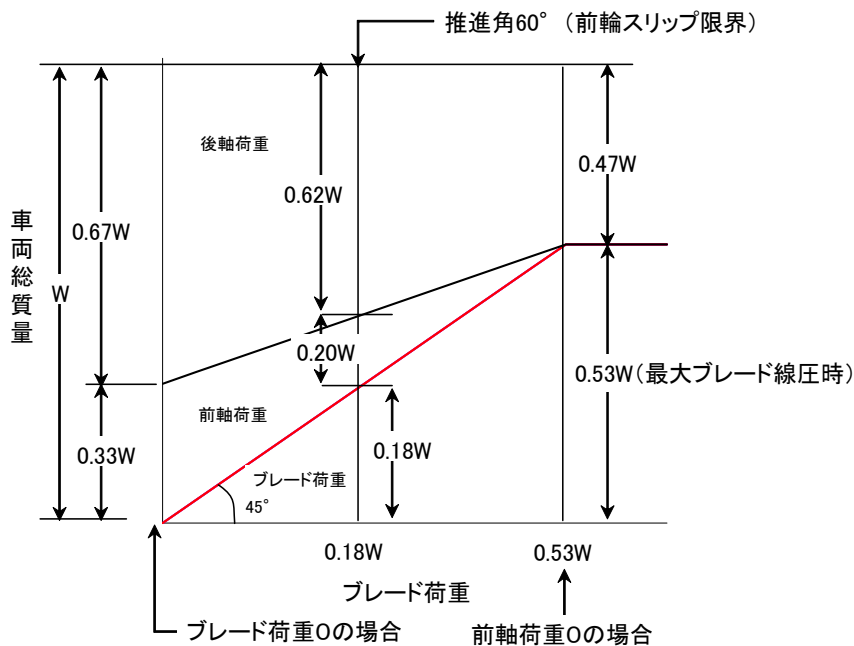 推進角60°（前輪スリップ限界）
後軸荷重
0.47W
0.62W
車両総質量
0.67W
W
0.20W
0.53W（最大ブレード線圧時）
前軸荷重
0.33W
0.18W
ブレード荷重
45°
0.18W
0.53W
ブレード荷重
ブレード荷重0の場合
前軸荷重0の場合